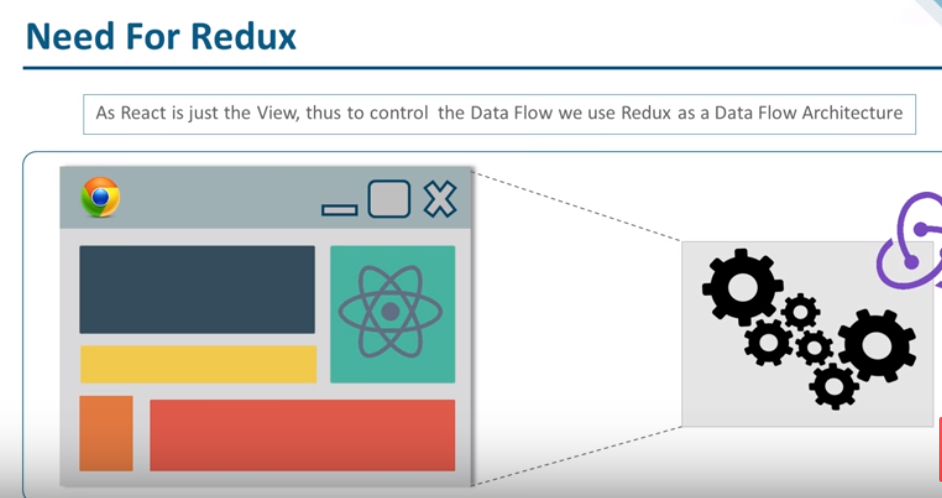 Need For Redux
As React is just the View, thus to control the Data Flow we use Redux as a Data Flow Architecture